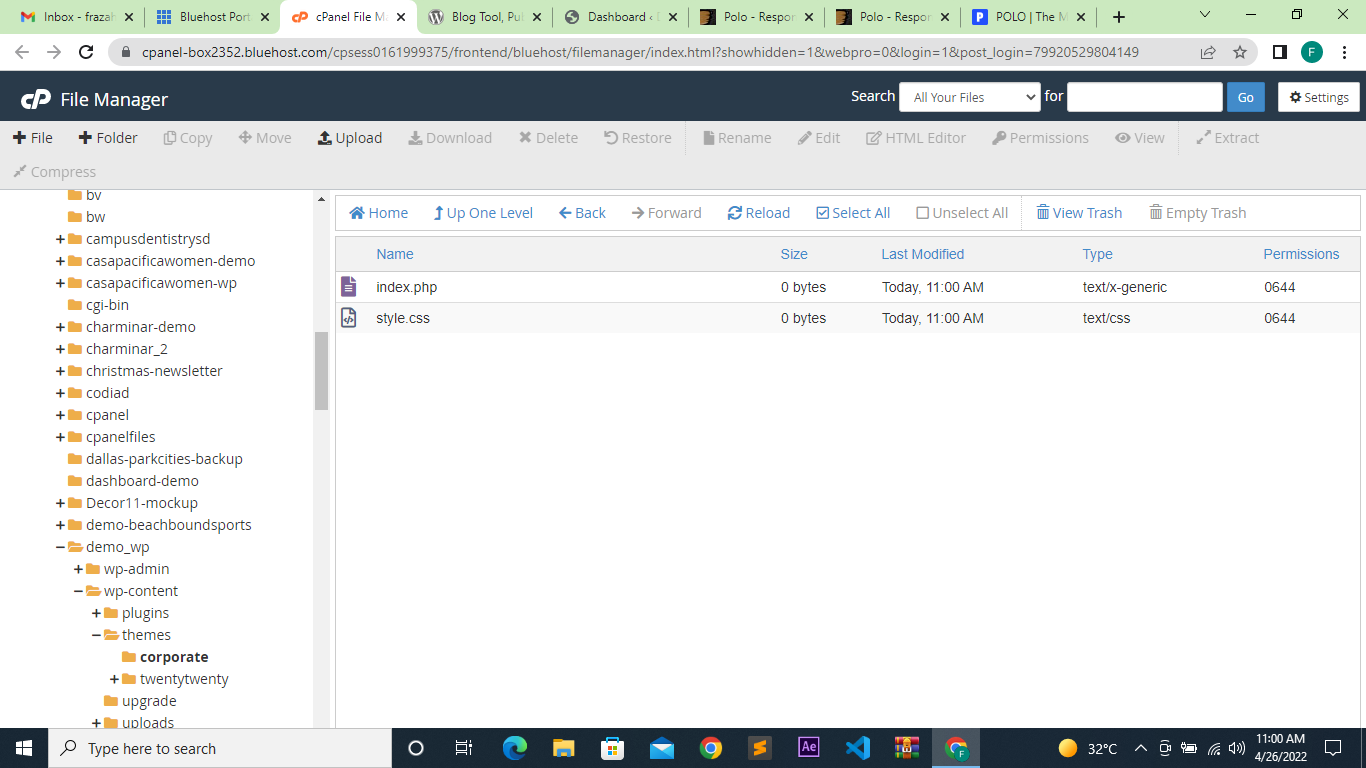 Inbox - frazah
Bluehost Port
cPanel File M
Blog Tool, Pu
Dashboard ‹
Polo - Respor
Polo - Respor
POLO | The M
cpanel-box2352.bluehost.com/cpsess0161999375/frontend/bluehost/filemanager/index.html?showhidden=1&webpro=0&login=1&post_login=79920529804149
F
cP File Manager
Search All Your Files for Go Settings
File Folder Copy Move Upload Download Delete Restore Rename Edit HTML Editor Permissions View Extract
Compress
Home Up One Level Back Forward Reload Select All Unselect All View Trash Empty Trash
Name Size Last Modified Type Permissions
index.php 0 bytes Today, 11:00 AM text/x-generic 0644
style.css 0 bytes Today, 11:00 AM text/css 0644
bv
bw
campusdentistrysd
casapacificawomen-demo
casapacificawomen-wp
cgi-bin
charminar-demo
charminar_2
christmas-newsletter
codiad
cpanel
cpanelfiles
dallas-parkcities-backup
dashboard-demo
Decor11-mockup
demo-beachboundsports
demo_wp
wp-admin
wp-content
plugins
themes
corporate
twentytwenty
upgrade
uploads
Type here to search
Ae
F
32°C
11:00 AM
4/26/2022